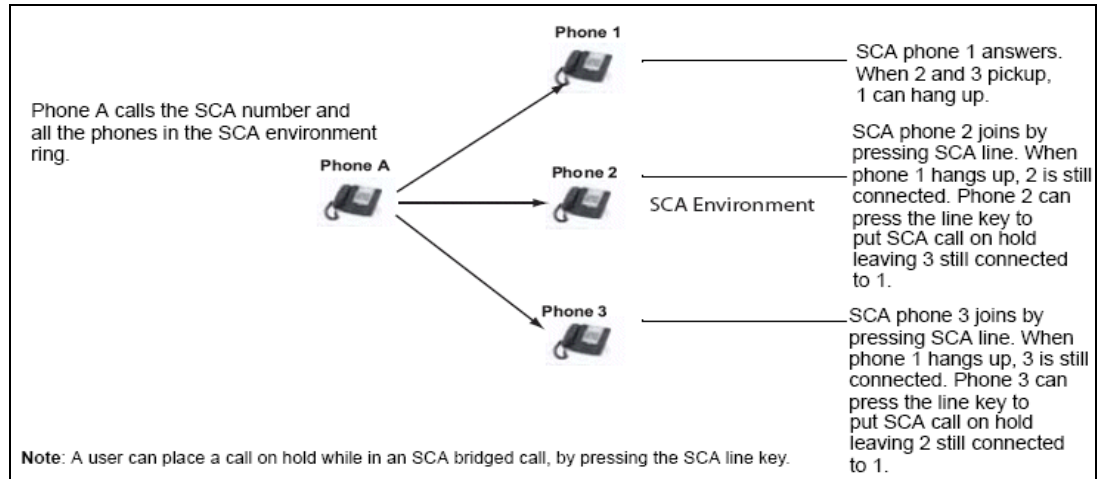 Phone A calls the SCA number and
all the phones in the SCA environment
ring.
Phone A
Phone 1
SCA phone 1 answers.
When 2 and 3 pickup,
1 can hang up.
Phone 2
SCA Environment
SCA phone 2 joins by
pressing SCA line. When
phone 1 hangs up, 2 is still
connected. Phone 2 can
press the line key to
put SCA call on hold
leaving 3 still connected
to 1.
Phone 3
SCA phone 3 joins by
pressing SCA line. When
phone 1 hangs up, 3 is still
connected. Phone 3 can
press the line key to
put SCA call on hold
leaving 2 still connected
to 1.
Note: A user can place a call on hold while in an SCA bridged call, by pressing the SCA line key.